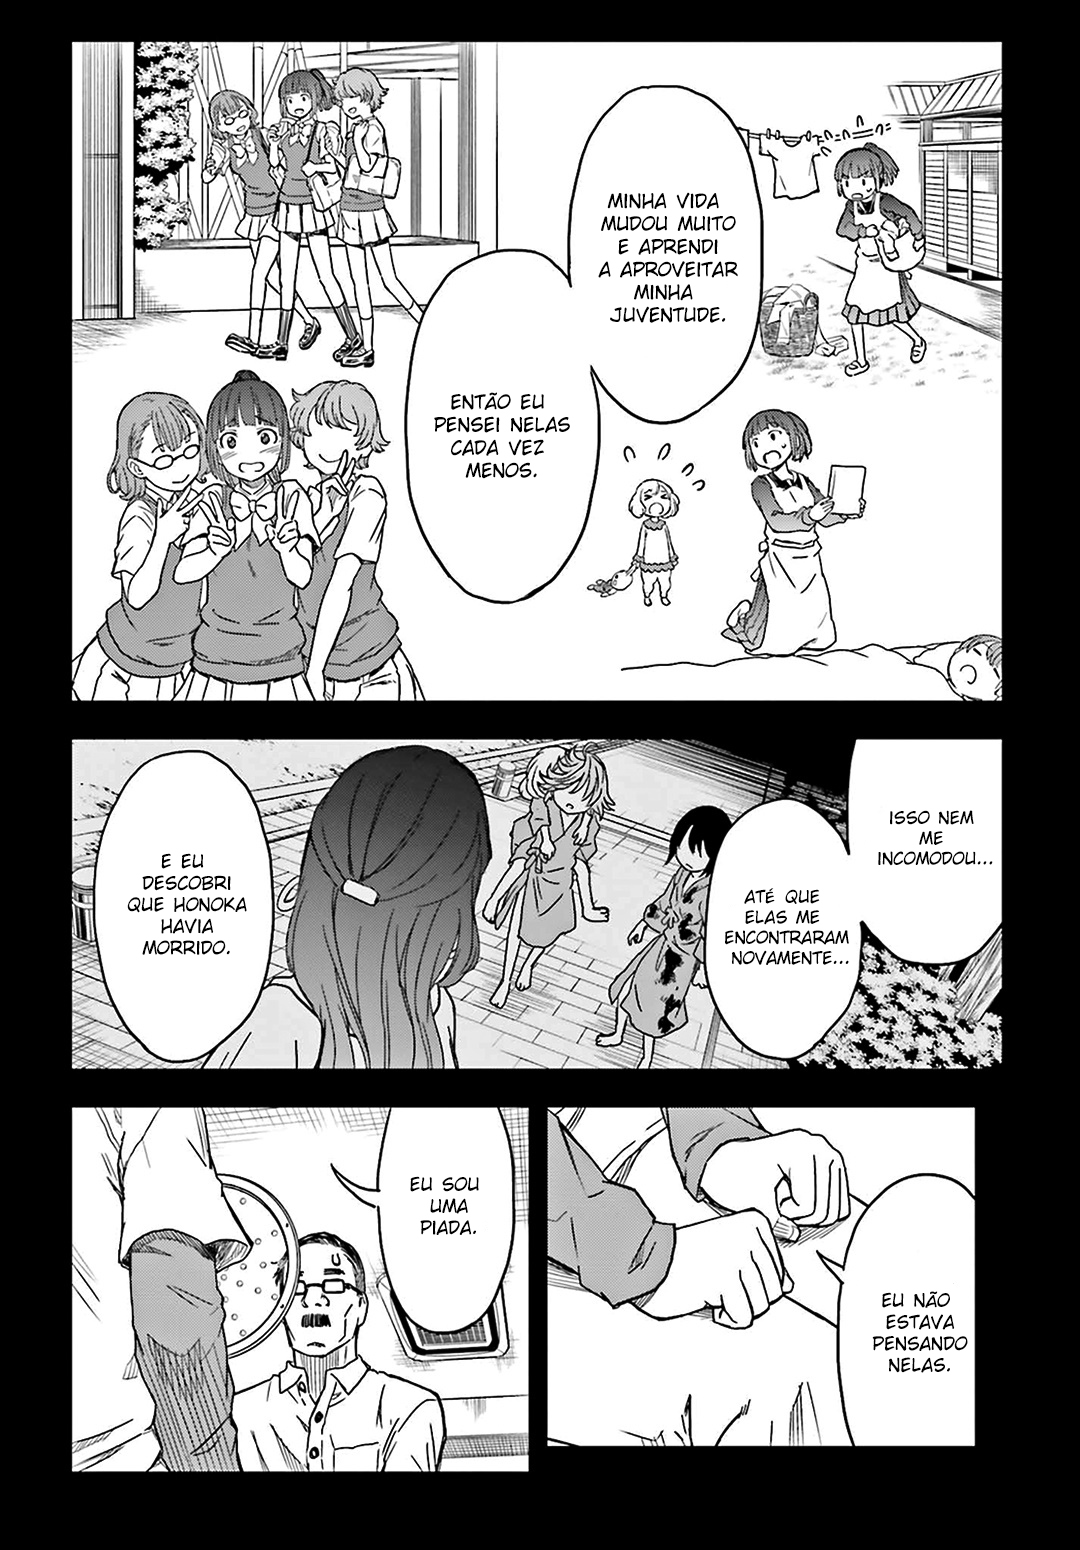 MINHA VIDA
MUDOU MUITO
E APRENDI
A APROVEITAR
MINHA
JUVENTUDE.
ENTÃO EU
PENSEI NELAS
CADA VEZ
MENOS.
ISSO NEM
ME
INCOMODOU...
ATÉ QUE
ELAS ME
ENCONTRARAM
NOVAMENTE...
E EU
DESCOBRI
QUE HONOKA
HAVIA
MORRIDO.
EU NÃO
ESTAVA
PENSANDO
NELAS.
EU SOU
UMA
PIADA.